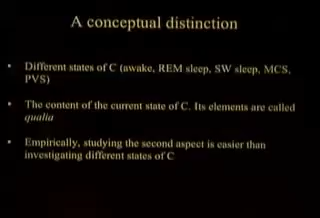 A conceptual distinction
• Different states of C (awake, REM sleep, SW sleep, MCS,
PVS)
• The content of the current state of C. Its elements are called
qualia
• Empirically, studying the second aspect is easier than
investigating different states of C